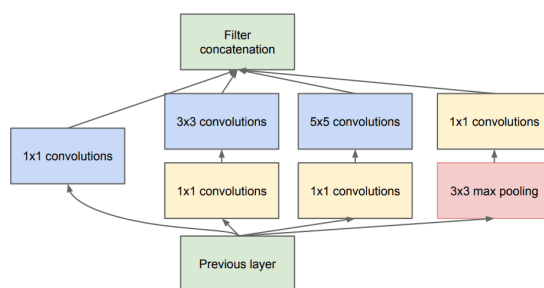 Filter
concatenation
3x3 convolutions
5x5 convolutions
1x1 convolutions
1x1 convolutions
1x1 convolutions
1x1 convolutions
3x3 max pooling
Previous layer